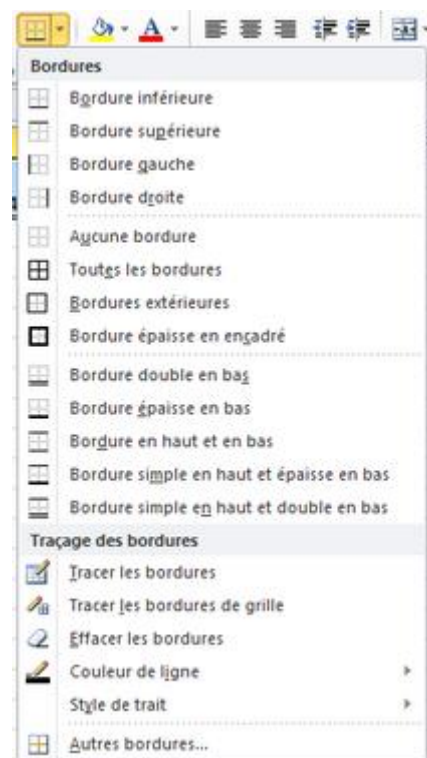 A
Bordures
Bordure inférieure
Bordure supérieure
Bordure gauche
Bordure droite
Aucune bordure
Toutes les bordures
Bordures extérieures
Bordure épaisse en encadré
Bordure double en bas
Bordure épaisse en bas
Bordure en haut et en bas
Bordure simple en haut et épaisse en bas
Bordure simple en haut et double en bas
Traçage des bordures
Tracer les bordures
Tracer les bordures de grille
Effacer les bordures
Couleur de ligne
Style de trait
Autres bordures...